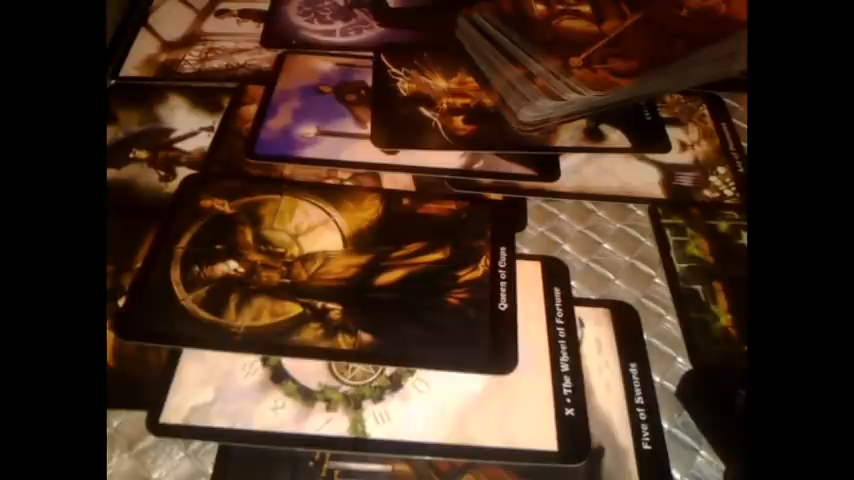 Queen of Cups
X • The Wheel of Fortune
Five of Swords